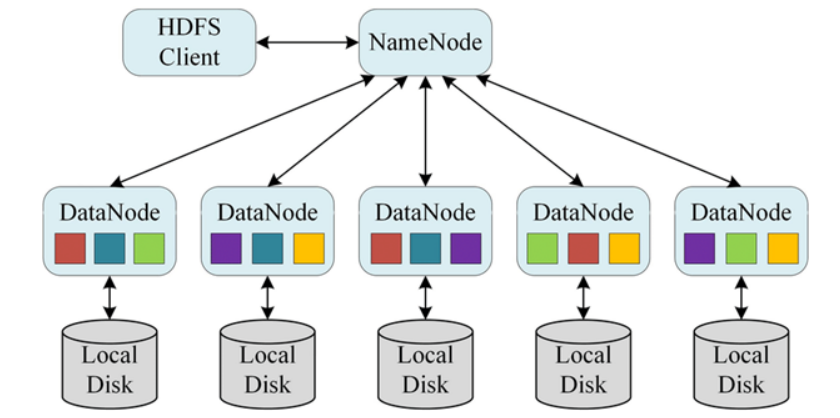 HDFS
Client
NameNode
DataNode
DataNode
DataNode
DataNode
DataNode
Local
Disk
Local
Disk
Local
Disk
Local
Disk
Local
Disk